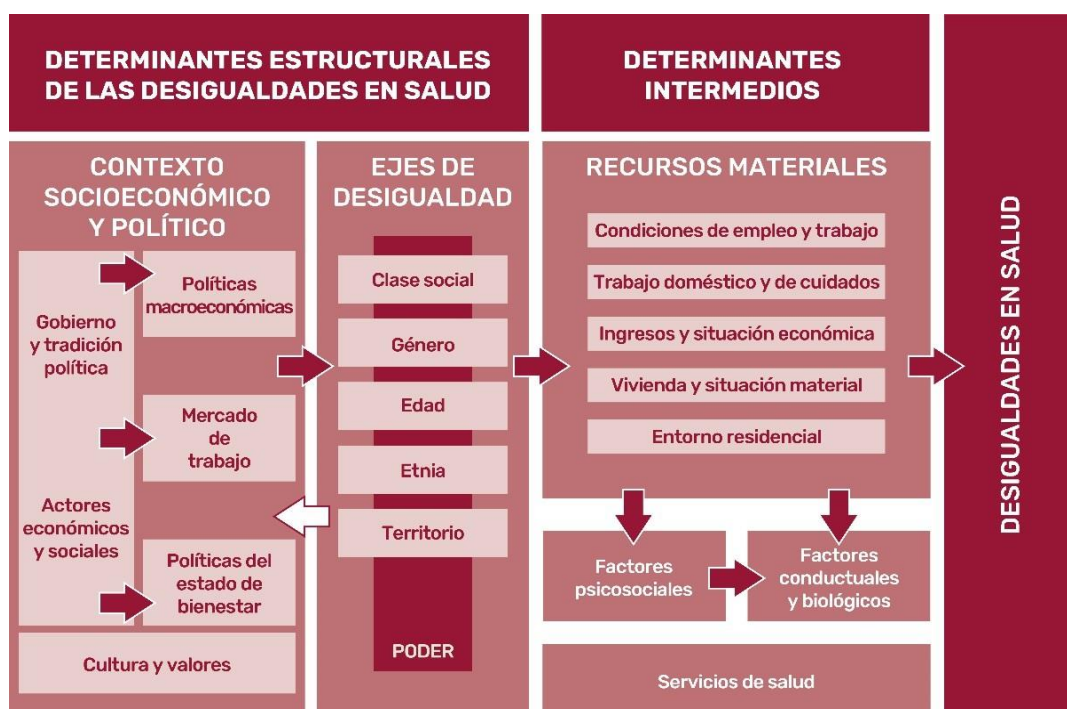 DETERMINANTES ESTRUCTURALES
DE LAS DESIGUALDADES EN SALUD
DETERMINANTES
INTERMEDIOS
CONTEXTO
SOCIOECONÓMICO
Y POLÍTICO
Gobierno
y tradición
política
Actores
económicos
y sociales
Políticas
macroeconómicas
Mercado
de
trabajo
Políticas del
estado de
bienestar
Cultura y valores
EJES DE
DESIGUALDAD
Clase social
Género
Edad
Etnia
Territorio
PODER
RECURSOS MATERIALES
Condiciones de empleo y trabajo
Trabajo doméstico y de cuidados
Ingresos y situación económica
Vivienda y situación material
Entorno residencial
Factores
psicosociales
Factores
conductuales
y biológicos
Servicios de salud
DESIGUALDADES EN SALUD